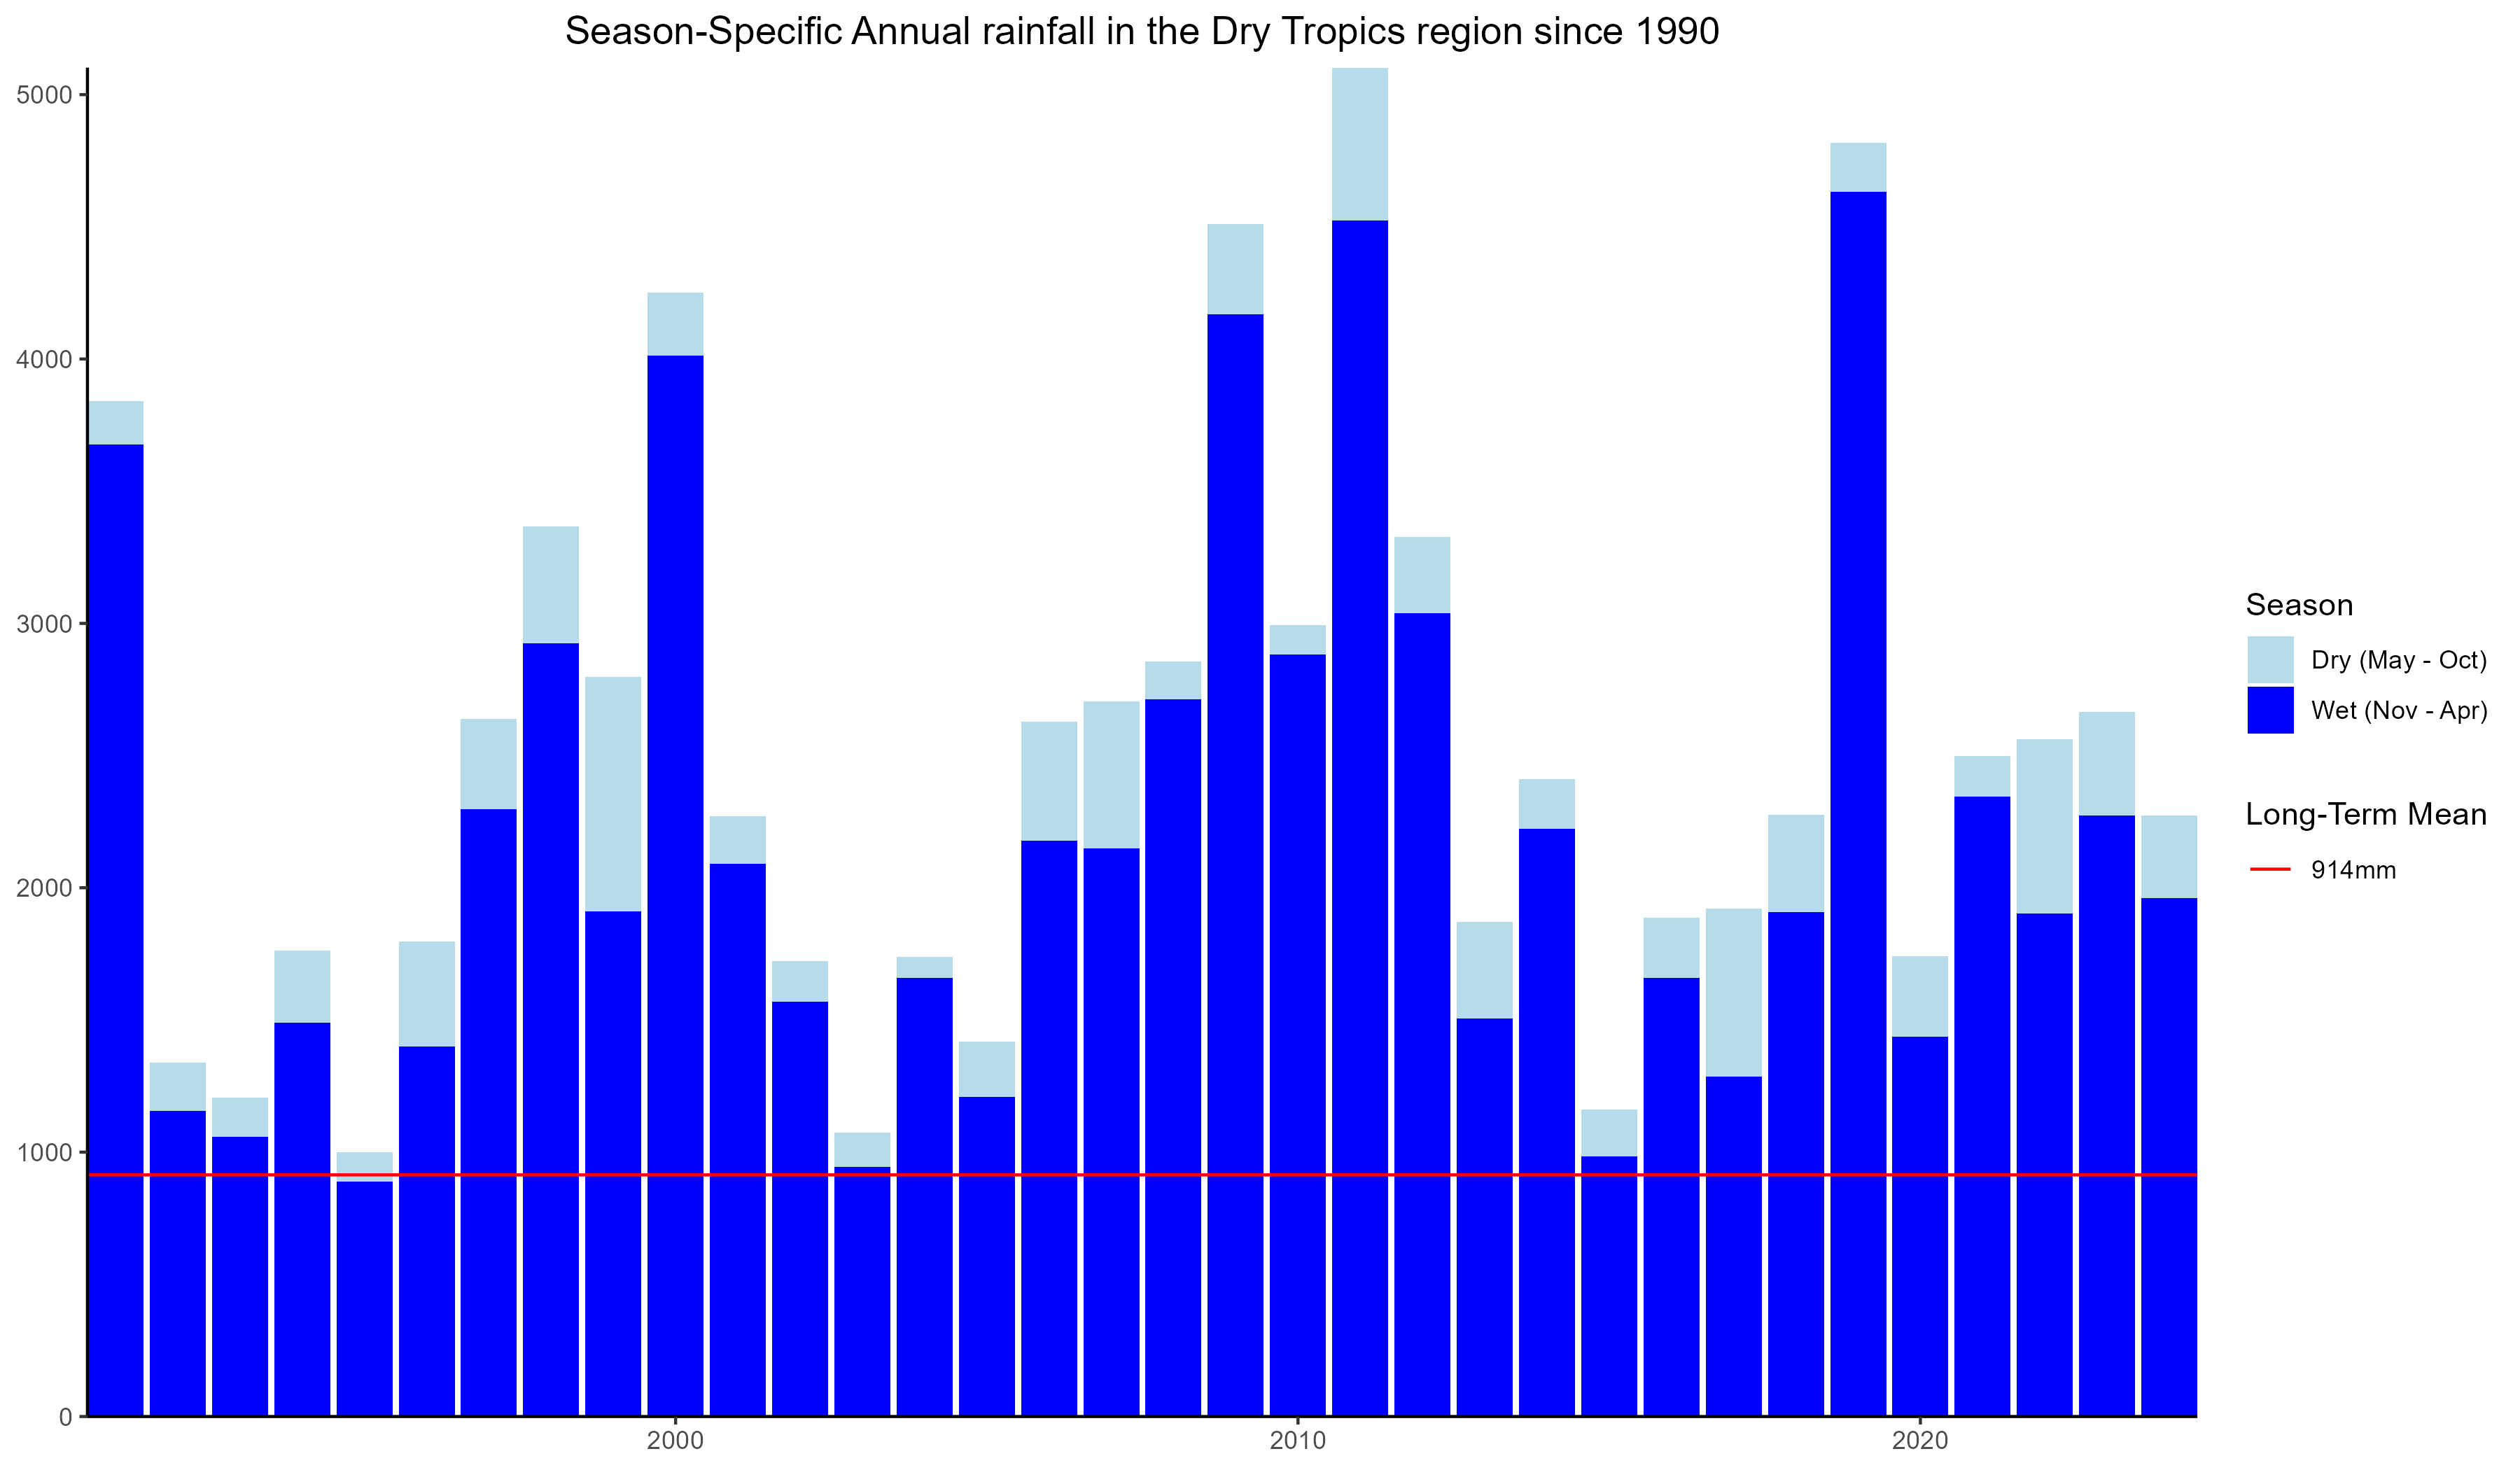 Season-Specific Annual rainfall in the Dry Tropics region since 1990
5000
4000
3000
2000
1000
0
2000
2010
2020
Season
Dry (May - Oct)
Wet (Nov - Apr)
Long-Term Mean
914mm